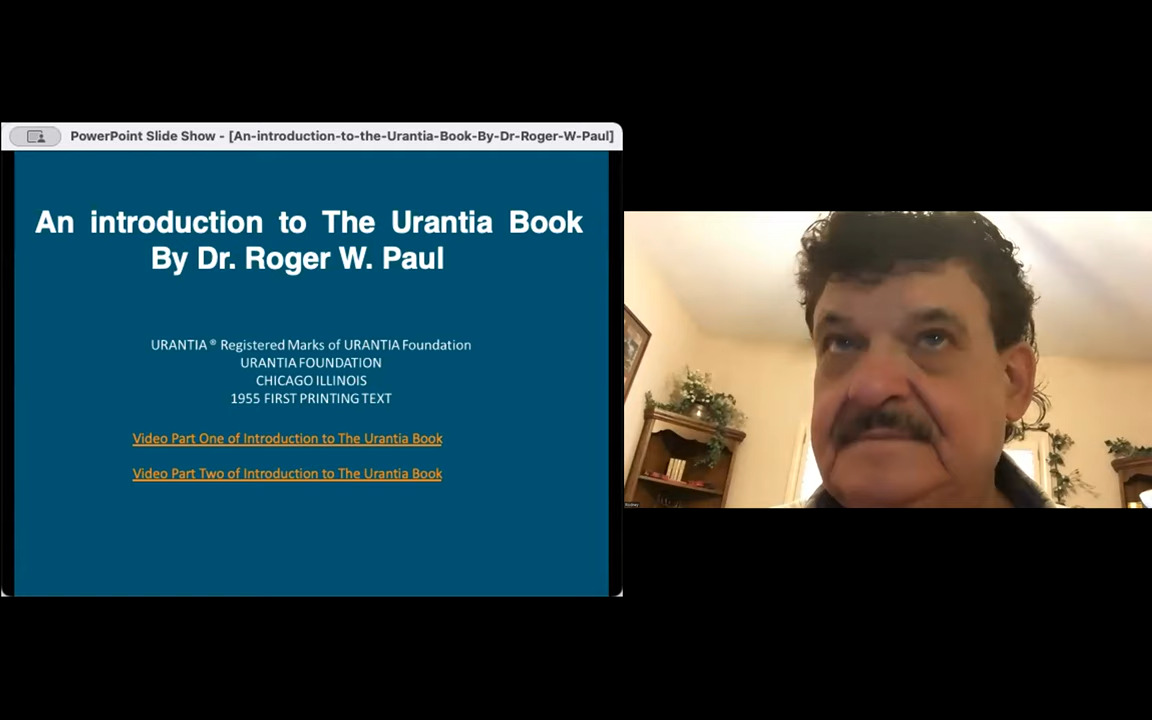 PowerPoint Slide Show - [An-introduction-to-the-Urantia-Book-By-Dr-Roger-W-Paul]
An introduction to The Urantia Book
By Dr. Roger W. Paul
URANTIA® Registered Marks of URANTIA Foundation
URANTIA FOUNDATION
CHICAGO ILLINOIS
1955 FIRST PRINTING TEXT
Video Part One of Introduction to The Urantia Book
Video Part Two of Introduction to The Urantia Book